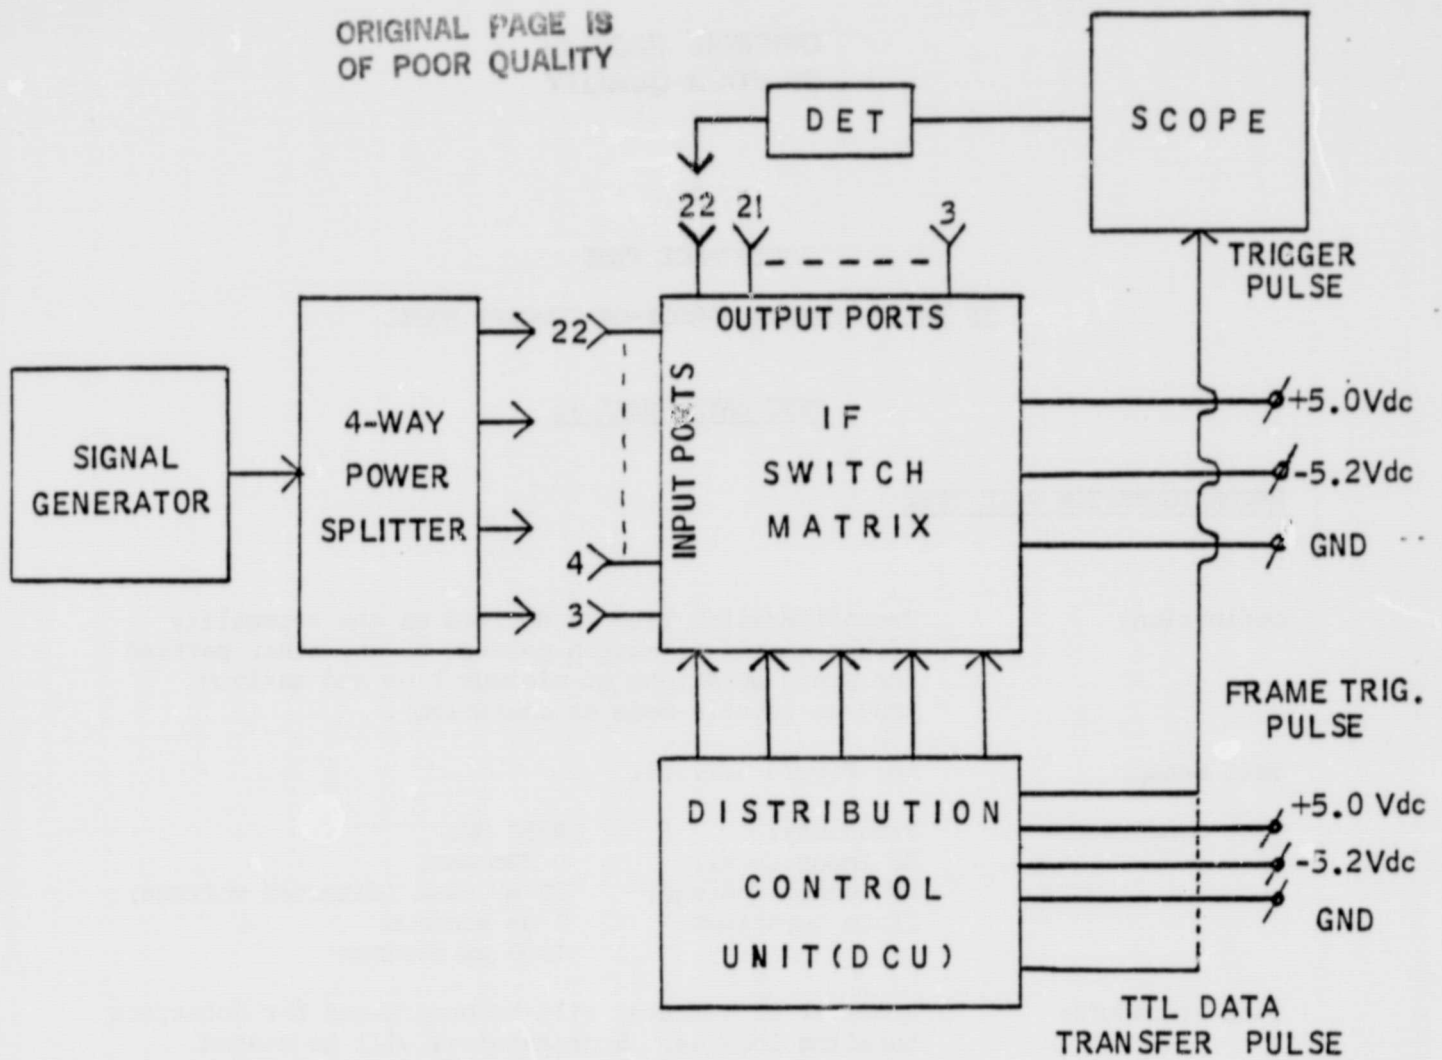 ORIGINAL PAGE IS
OF POOR QUALITY
DET
SCOPE
22 21 3
TRIGGER
PULSE
OUTPUT PORTS
INPUT PORTS
22
4
3
IF
SWITCH
MATRIX
4-WAY
POWER
SPLITTER
SIGNAL
GENERATOR
+5.0Vdc
-5.2Vdc
GND
FRAME TRIG.
PULSE
DISTRIBUTION
CONTROL
UNIT(DCU)
+5.0 Vdc
-5.2Vdc
GND
TTL DATA
TRANSFER PULSE